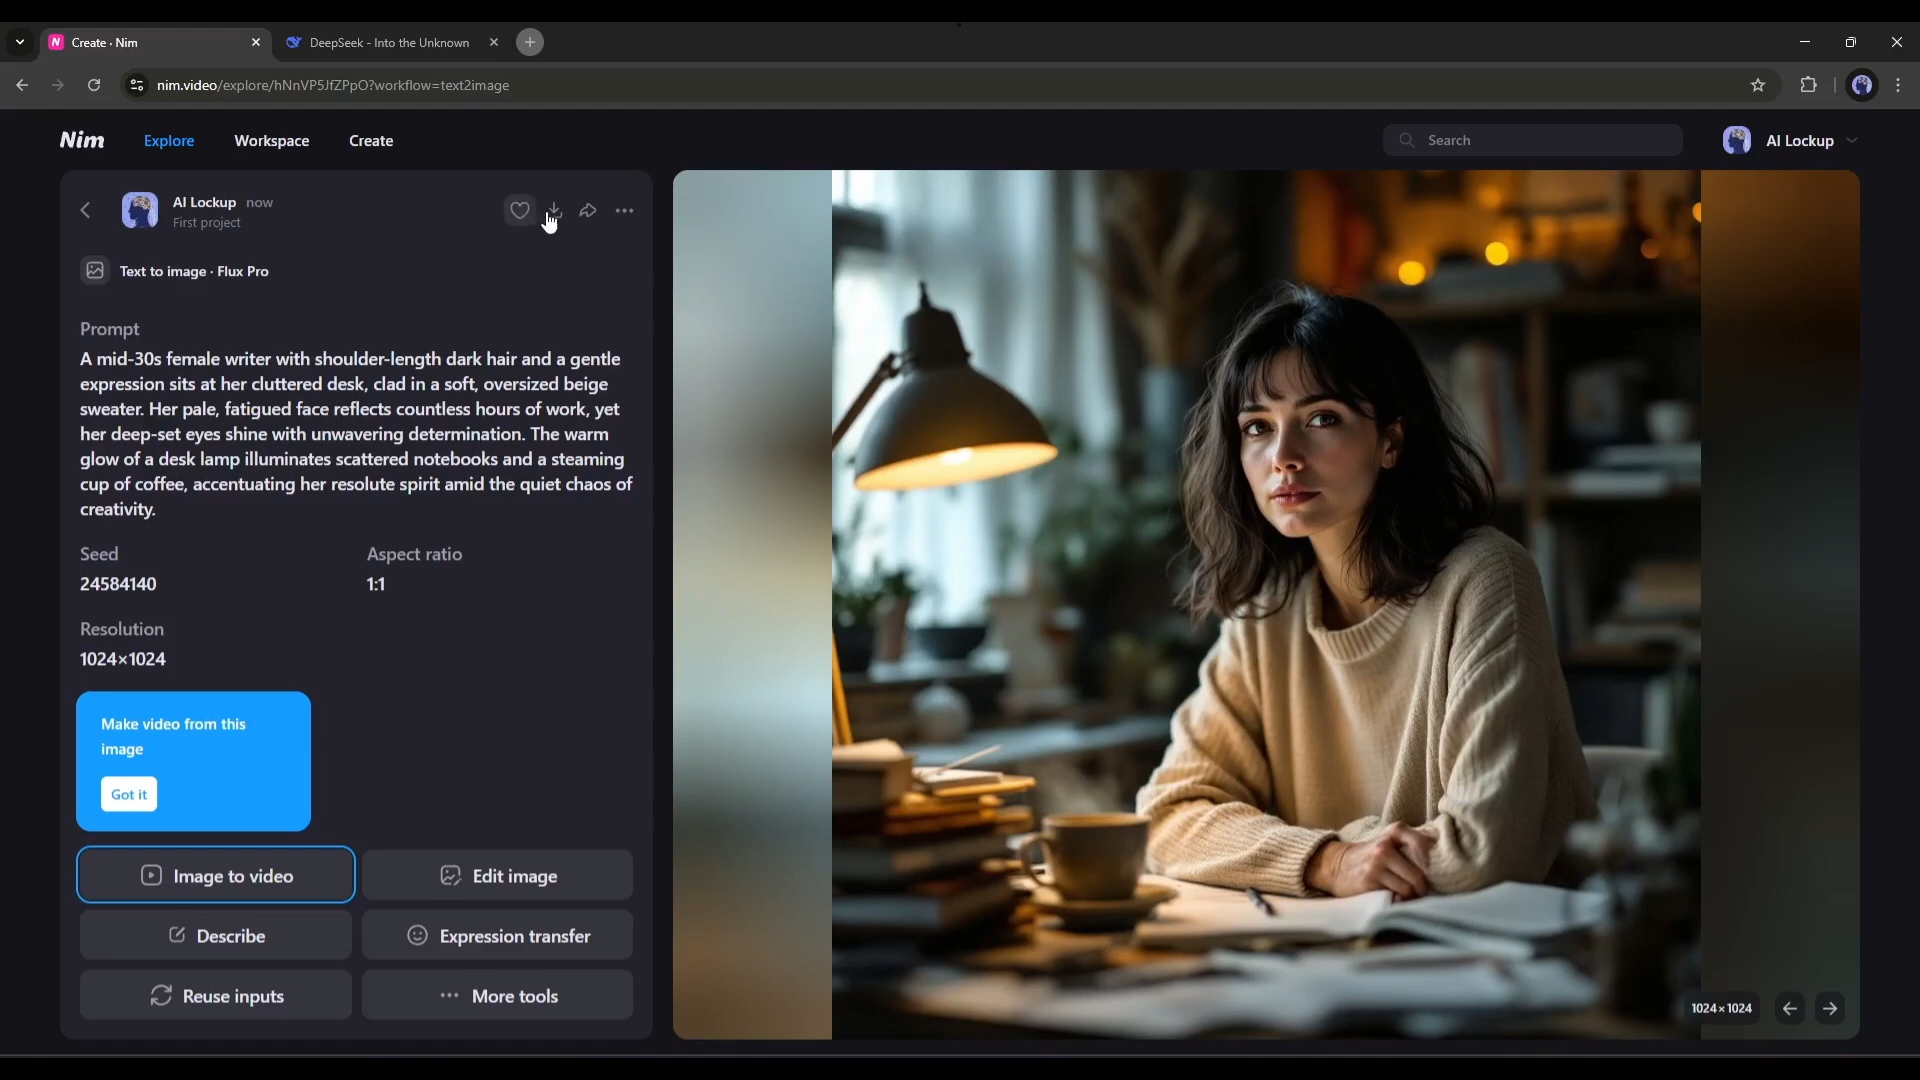 Create - Nim
DeepSeek - Into the Unknown
nim.video/explore/hNnVP5JfZPpO?workflow=text2image
Nim
Explore
Workspace
Create
Search
AI Lockup
AI Lockup now
First project
Text to image · Flux Pro
Prompt
A mid-30s female writer with shoulder-length dark hair and a gentle
expression sits at her cluttered desk, clad in a soft, oversized beige
sweater. Her pale, fatigued face reflects countless hours of work, yet
her deep-set eyes shine with unwavering determination. The warm
glow of a desk lamp illuminates scattered notebooks and a steaming
cup of coffee, accentuating her resolute spirit amid the quiet chaos of
creativity.
Seed
Aspect ratio
24584140
1:1
Resolution
1024×1024
Make video from this
image
Got it
Image to video
Edit image
Describe
Expression transfer
Reuse inputs
More tools
1024×1024